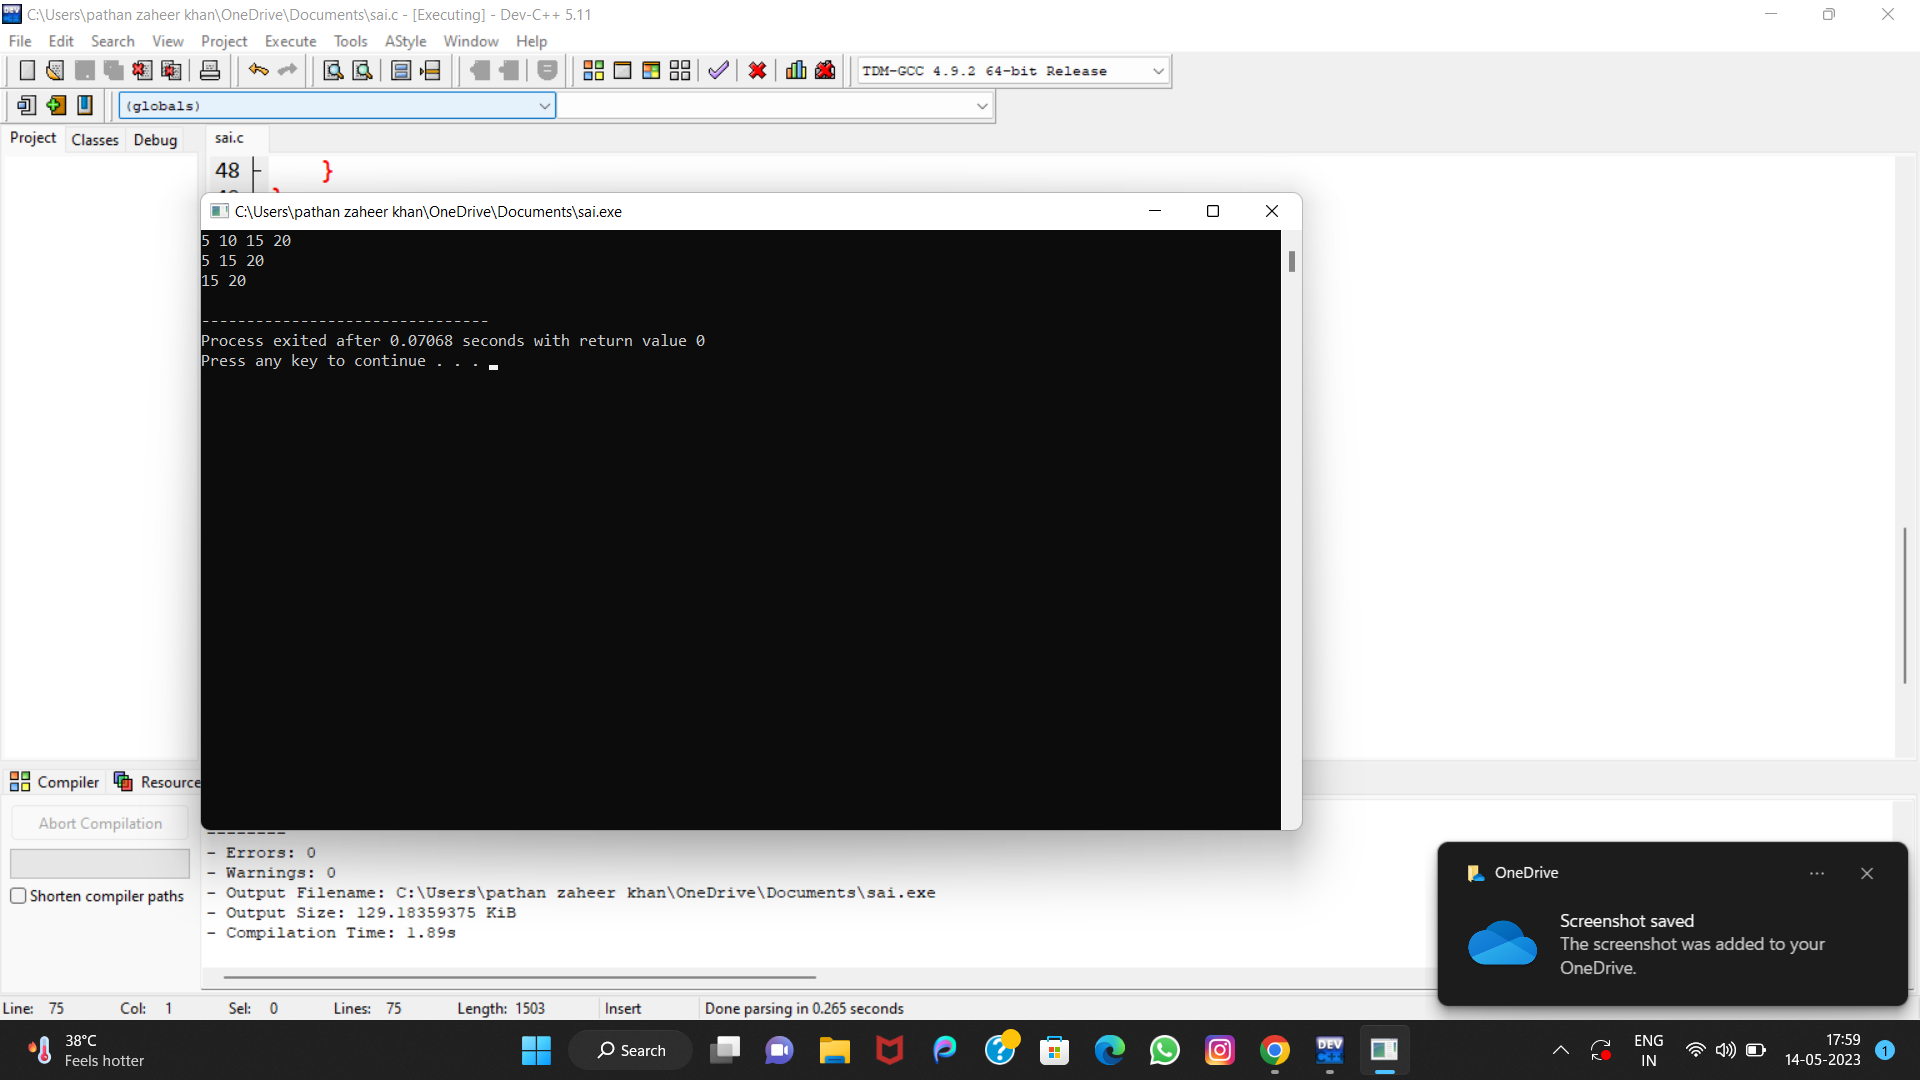 C:\Users\pathan zaheer khan\OneDrive\Documents\sai.c - [Executing] - Dev-C++ 5.11
File Edit Search View Project Execute Tools AStyle Window Help
TDM-GCC 4.9.2 64-bit Release
(globals)
Project Classes Debug sai.c
48 }
C:\Users\pathan zaheer khan\OneDrive\Documents\sai.exe
5 10 15 20
5 15 20
15 20
--------------------------------
Process exited after 0.07068 seconds with return value 0
Press any key to continue . . .
Compiler Resource
Abort Compilation
Shorten compiler paths
--------
- Errors: 0
- Warnings: 0
- Output Filename: C:\Users\pathan zaheer khan\OneDrive\Documents\sai.exe
- Output Size: 129.18359375 KiB
- Compilation Time: 1.89s
OneDrive
Screenshot saved
The screenshot was added to your
OneDrive.
Line: 75 Col: 1 Sel: 0 Lines: 75 Length: 1503 Insert Done parsing in 0.265 seconds
38°C
Feels hotter
Search
DEV
C++
ENG
IN
17:59
14-05-2023
1